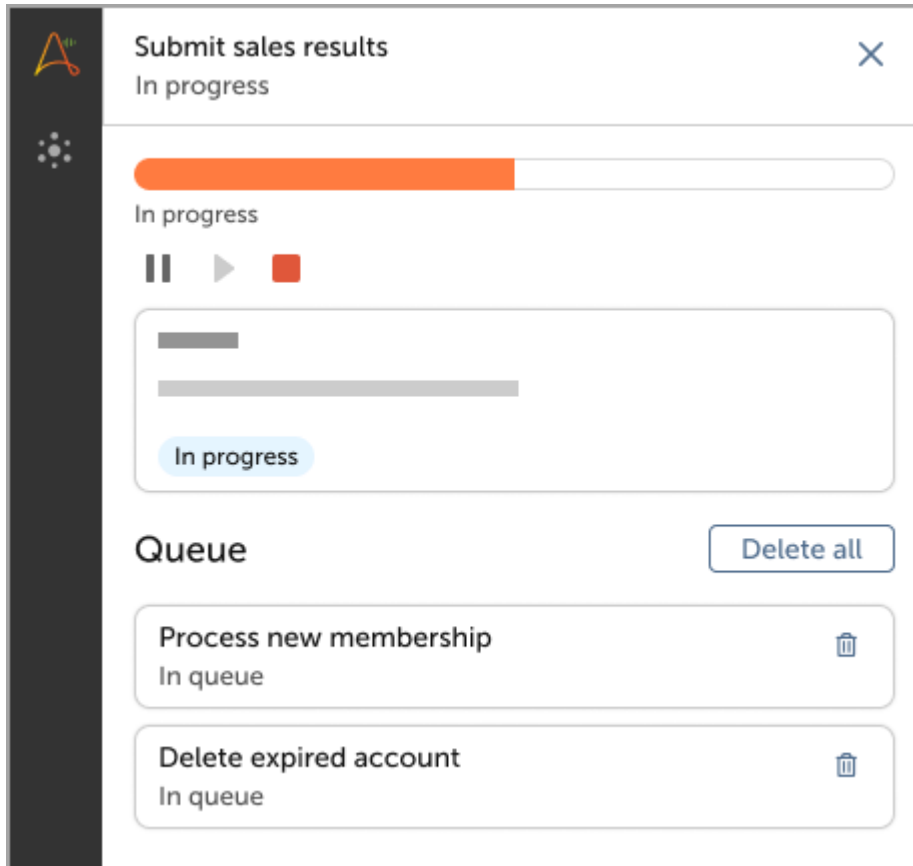 Submit sales results
In progress
In progress
In progress
Queue
Delete all
Process new membership
In queue
Delete expired account
In queue